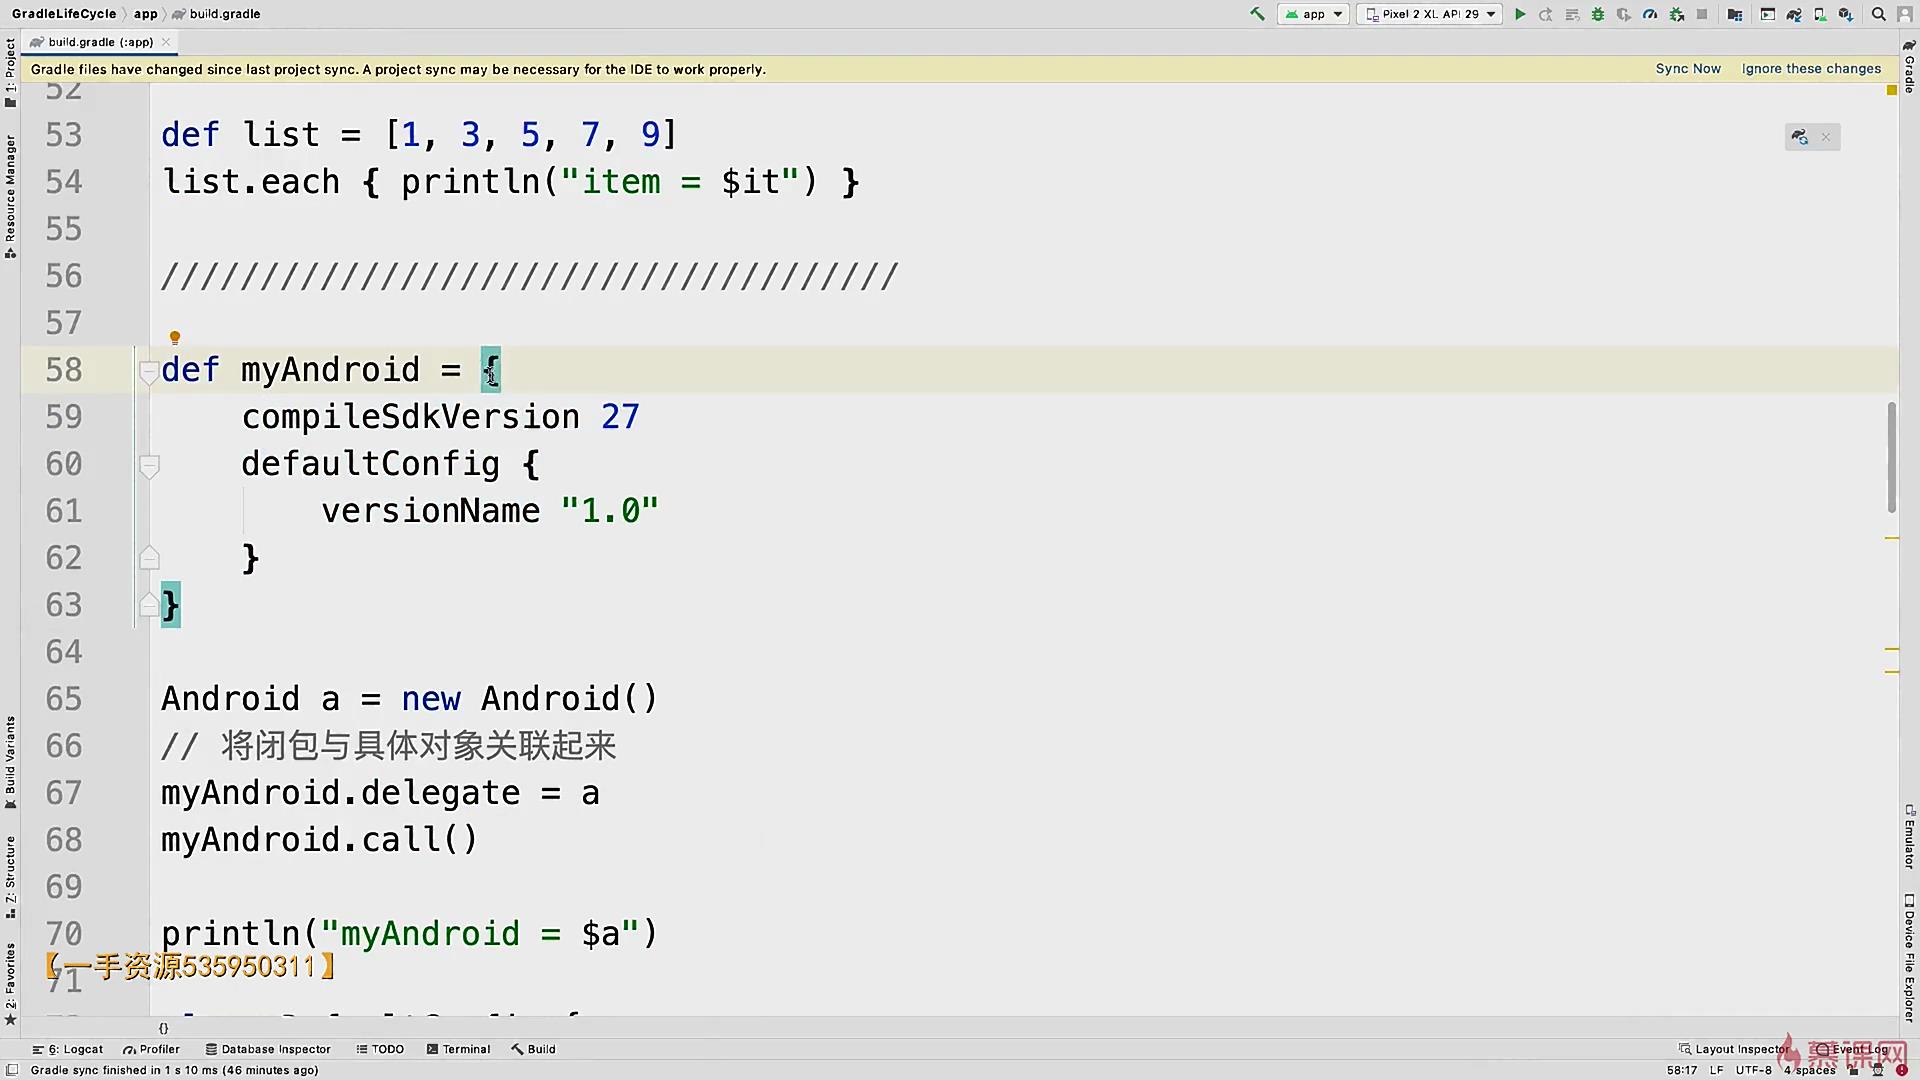 GradleLifeCycle app build.gradle
app Pixel 2 XL API 29
build.gradle (:app)
Gradle files have changed since last project sync. A project sync may be necessary for the IDE to work properly. Sync Now Ignore these changes
1: Project
Resource Manager
Build Variants
Z: Structure
2: Favorites
52
53 def list = [1, 3, 5, 7, 9]
54 list.each { println("item = $it") }
55
56 /////////////////////////////////////
57
58 def myAndroid = {
59 compileSdkVersion 27
60 defaultConfig {
61 versionName "1.0"
62 }
63 }
64
65 Android a = new Android()
66 // 将闭包与具体对象关联起来
67 myAndroid.delegate = a
68 myAndroid.call()
69
70 println("myAndroid = $a")
【一手资源535950311】
71
{}
Gradle
Emulator
Device File Explorer
6: Logcat Profiler Database Inspector TODO Terminal Build Layout Inspector Event Log
慕课网
Gradle sync finished in 1 s 10 ms (46 minutes ago) 58:17 LF UTF-8 4 spaces